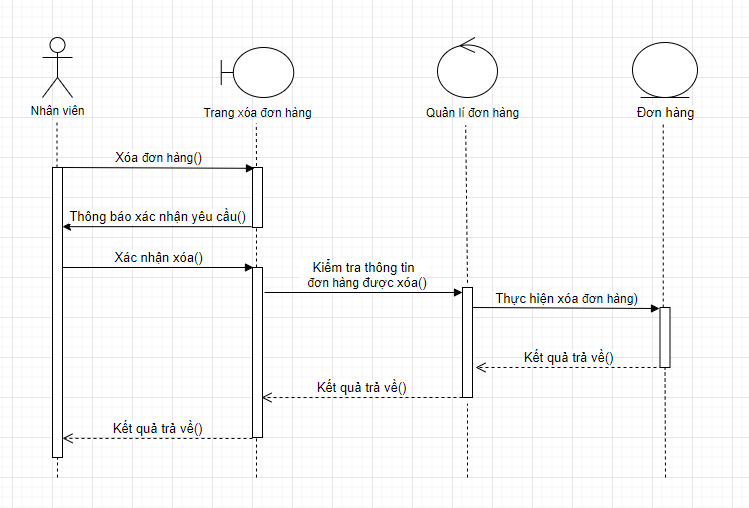 Nhân viên
Trang xóa đơn hàng
Quản lí đơn hàng
Đơn hàng
Xóa đơn hàng()
Thông báo xác nhận yêu cầu()
Xác nhận xóa()
Kiểm tra thông tin
đơn hàng được xóa()
Thực hiện xóa đơn hàng)
Kết quả trả về()
Kết quả trả về()
Kết quả trả về()